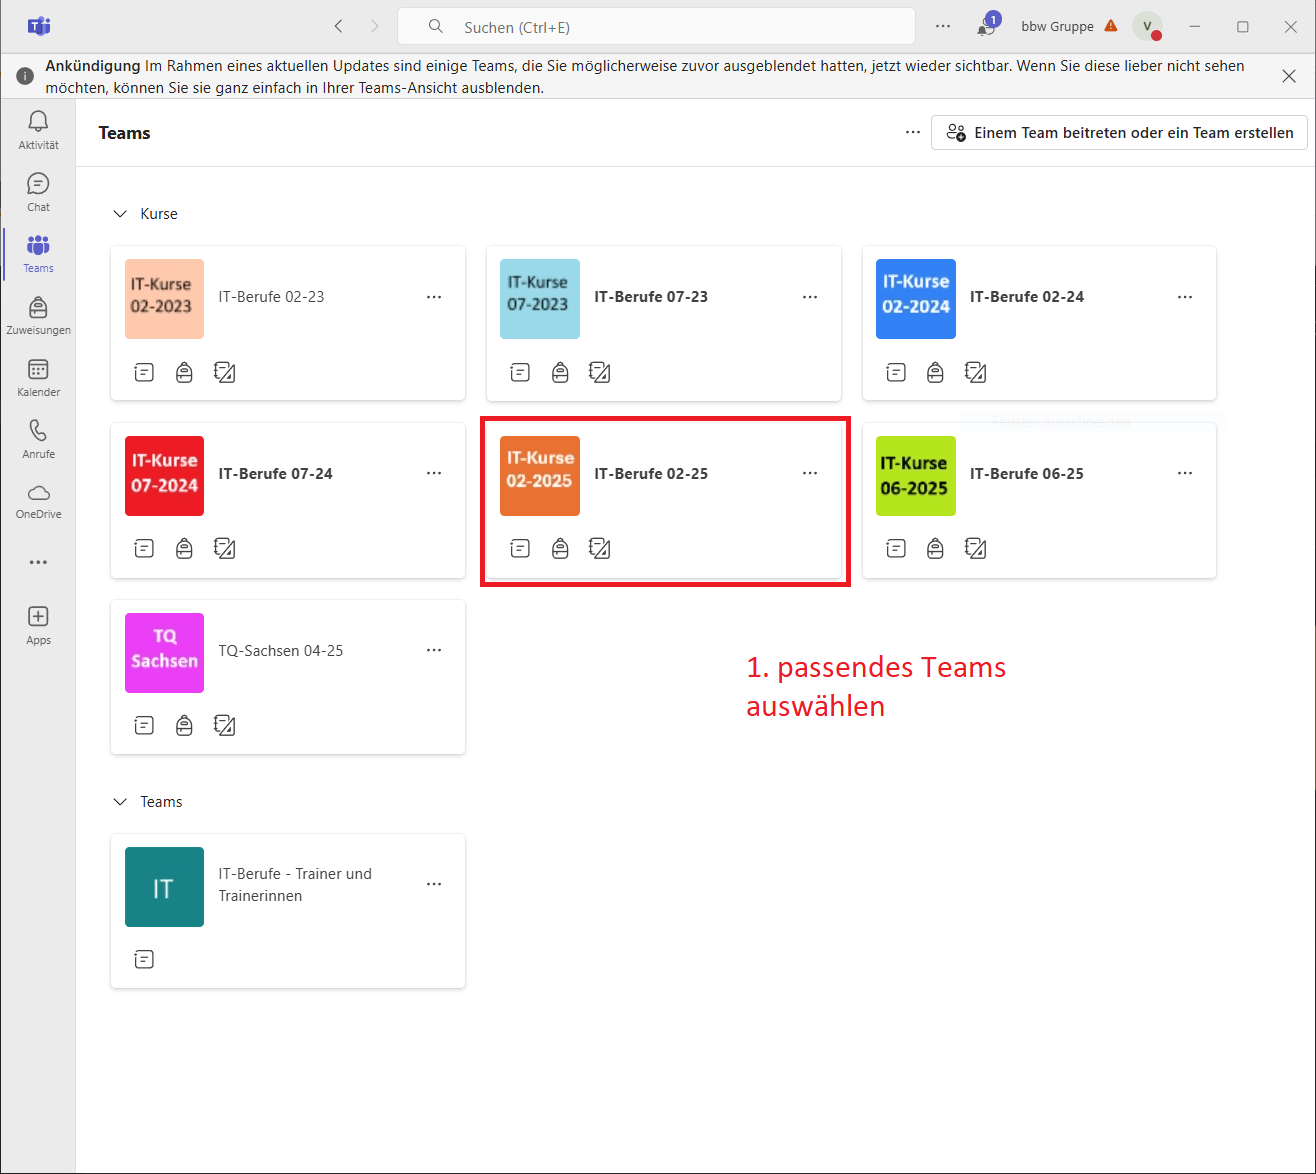 Suchen (Ctrl+E)
1
bbw Gruppe
V
Ankündigung Im Rahmen eines aktuellen Updates sind einige Teams, die Sie möglicherweise zuvor ausgeblendet hatten, jetzt wieder sichtbar. Wenn Sie diese lieber nicht sehen
möchten, können Sie sie ganz einfach in Ihrer Teams-Ansicht ausblenden.
Aktivität
Chat
Teams
Zuweisungen
Kalender
Anrufe
OneDrive
Apps
Teams
Einem Team beitreten oder ein Team erstellen
Kurse
IT-Kurse
02-2023
IT-Berufe 02-23
IT-Kurse
07-2023
IT-Berufe 07-23
IT-Kurse
02-2024
IT-Berufe 02-24
Fenster ausschneiden
IT-Kurse
07-2024
IT-Berufe 07-24
IT-Kurse
02-2025
IT-Berufe 02-25
IT-Kurse
06-2025
IT-Berufe 06-25
TQ
Sachsen
TQ-Sachsen 04-25
1. passendes Teams
auswählen
Teams
IT
IT-Berufe - Trainer und
Trainerinnen